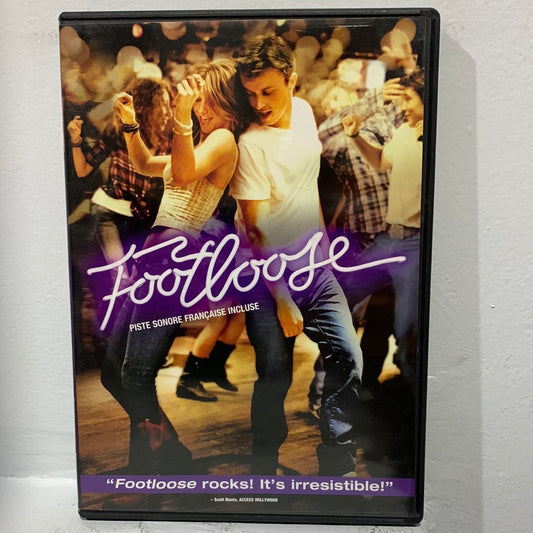 Footloose
PISTE SONORE FRANÇAISE INCLUSE
“Footloose rocks! It's irresistible!”
– Scott Mantz, ACCESS HOLLYWOOD